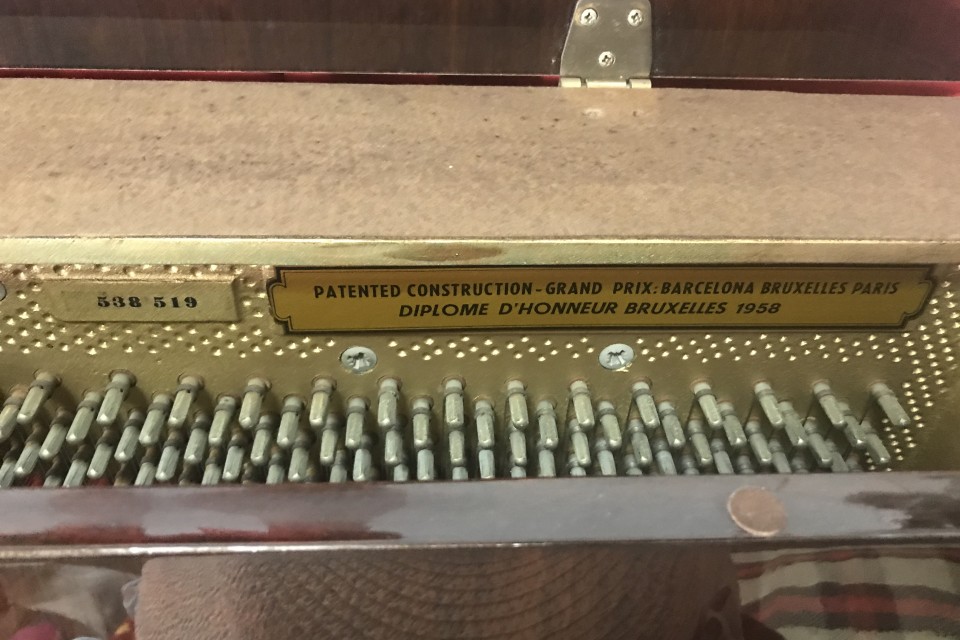 538 519
PATENTED CONSTRUCTION-GRAND PRIX: BARCELONA BRUXELLES PARIS
DIPLOME D'HONNEUR BRUXELLES 1958